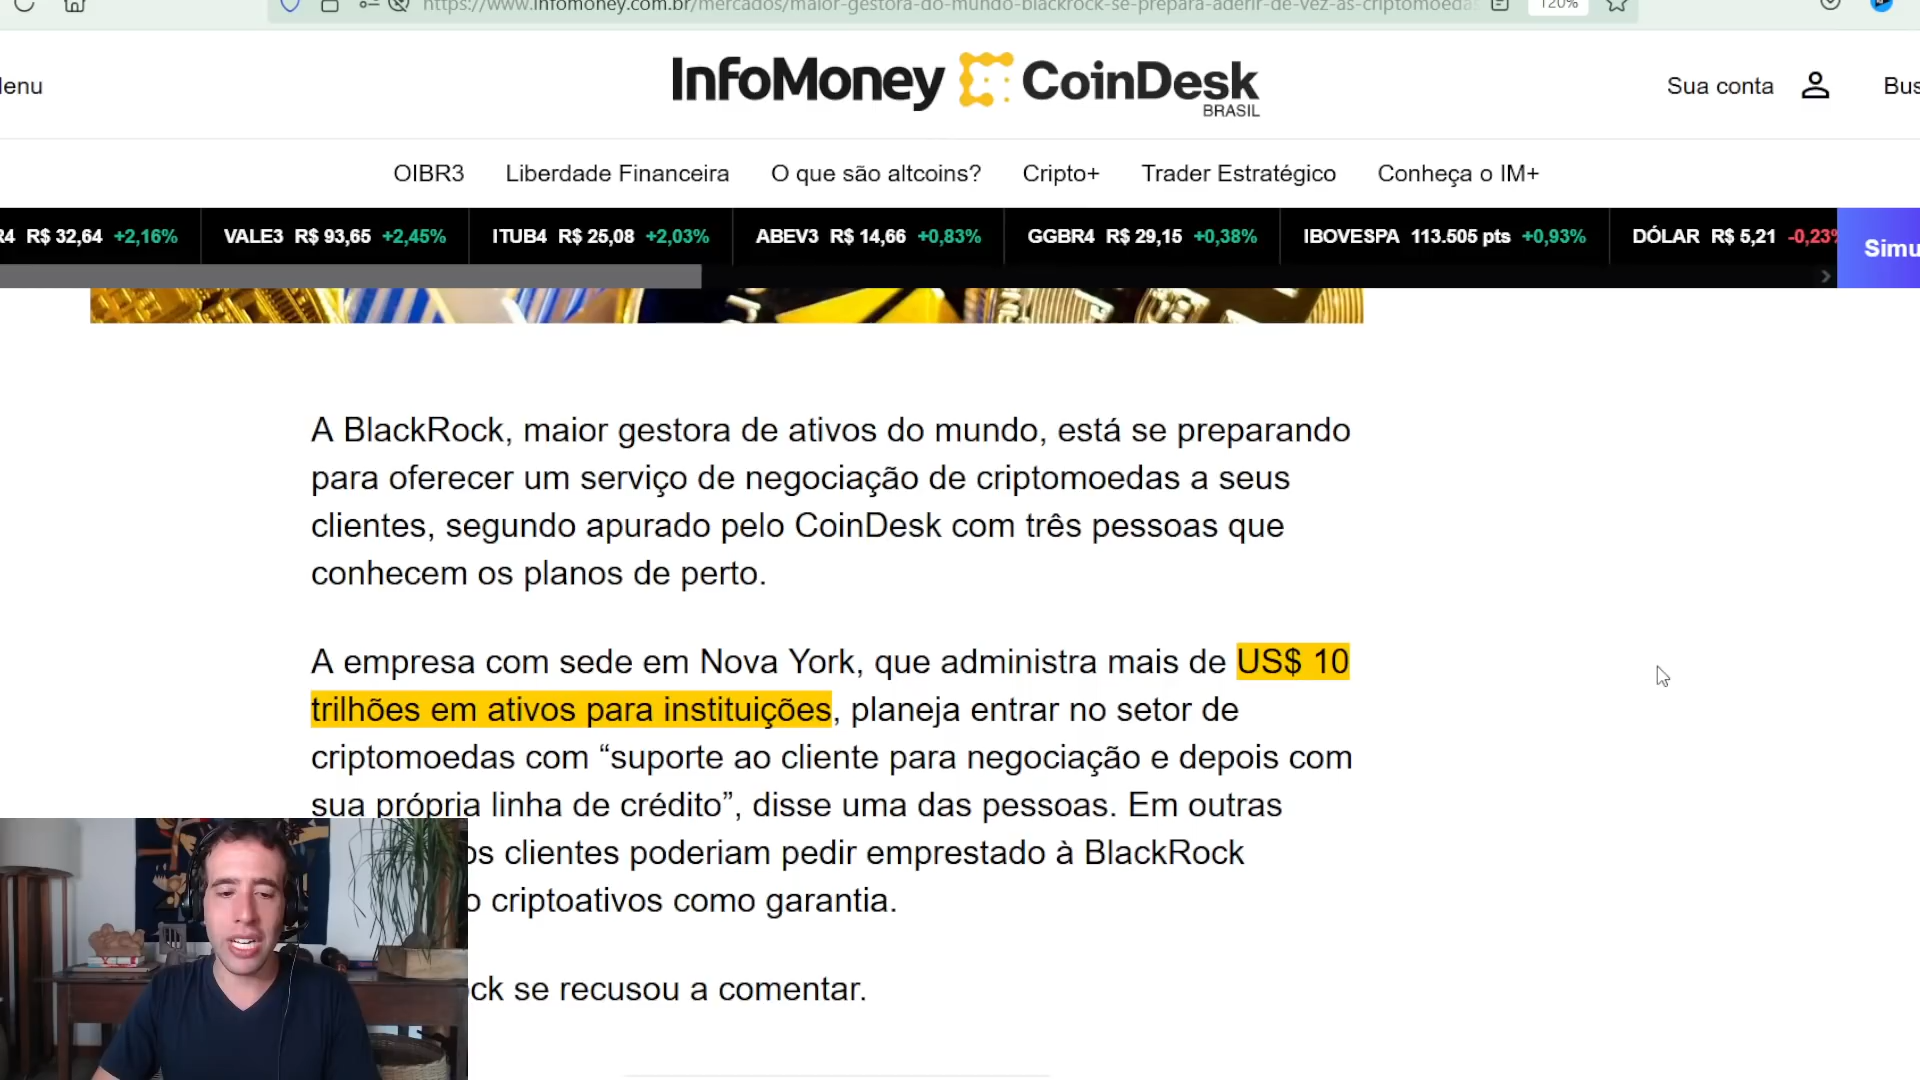 https://www.infomoney.com.br/mercados/maior-gestora-do-mundo-blackrock-se-prepara-aderir-de-vez-as-criptomoedas
120%
InfoMoney CoinDesk
BRASIL
Sua conta
OIBR3 Liberdade Financeira O que são altcoins? Cripto+ Trader Estratégico Conheça o IM+
R$ 32,64 +2,16% VALE3 R$ 93,65 +2,45% ITUB4 R$ 25,08 +2,03% ABEV3 R$ 14,66 +0,83% GGBR4 R$ 29,15 +0,38% IBOVESPA 113.505 pts +0,93% DÓLAR R$ 5,21 -0,23%
A BlackRock, maior gestora de ativos do mundo, está se preparando
para oferecer um serviço de negociação de criptomoedas a seus
clientes, segundo apurado pelo CoinDesk com três pessoas que
conhecem os planos de perto.
A empresa com sede em Nova York, que administra mais de US$ 10
trilhões em ativos para instituições, planeja entrar no setor de
criptomoedas com “suporte ao cliente para negociação e depois com
sua própria linha de crédito”, disse uma das pessoas. Em outras
os clientes poderiam pedir emprestado à BlackRock
o criptoativos como garantia.
ck se recusou a comentar.